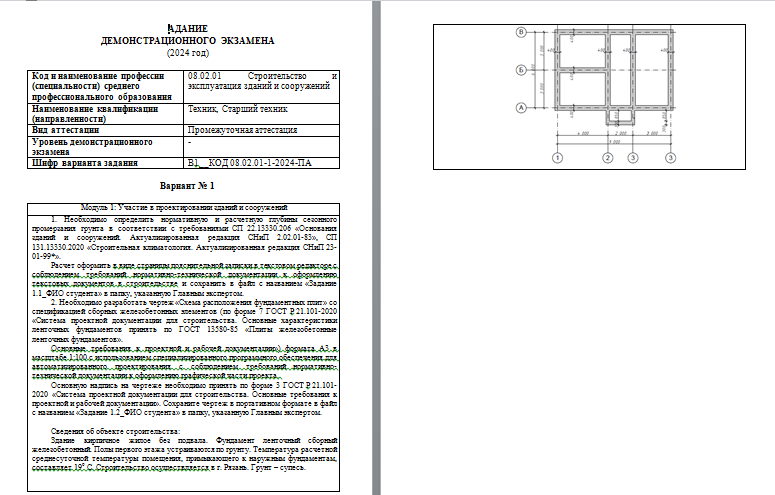 ЗАДАНИЕ
ДЕМОНСТРАЦИОННОГО ЭКЗАМЕНА
(2024 год)
Код и наименование профессии (специальности) среднего профессионального образования
08.02.01 Строительство и эксплуатация зданий и сооружений
Наименование квалификации (направленности)
Техник, Старший техник
Вид аттестации
Промежуточная аттестация
Уровень демонстрационного экзамена
-
Шифр варианта задания
В1__КОД 08.02.01-1-2024-ПА
Вариант № 1
Модуль 1: Участие в проектировании зданий и сооружений
1. Необходимо определить нормативную и расчетную глубины сезонного
промерзания грунта в соответствии с требованиями СП 22.13330.206 «Основания
зданий и сооружений. Актуализированная редакция СНиП 2.02.01-83», СП
131.13330.2020 «Строительная климатология. Актуализированная редакция СНиП 23-
01-99*».
Расчет оформить в виде страницы пояснительной записки в текстовом редакторе с
соблюдением требований нормативно-технической документации к оформлению
текстовых документов в строительстве и сохранить в файл с названием «Задание
1.1_ФИО студента» в папку, указанную Главным экспертом.
2. Необходимо разработать чертеж «Схема расположения фундаментных плит» со
спецификацией сборных железобетонных элементов (по форме 7 ГОСТ Р 21.101-2020
«Система проектной документации для строительства. Основные характеристики
ленточных фундаментов принять по ГОСТ 13580-85 «Плиты железобетонные
ленточных фундаментов».
Основные требования к проектной и рабочей документации») формата А3 в
масштабе 1:100 с использованием специализированного программного обеспечения для
автоматизированного проектирования с соблюдением требований нормативно-
технической документации к оформлению графической части проекта.
Основную надпись на чертеже необходимо принять по форме 3 ГОСТ Р 21.101-
2020 «Система проектной документации для строительства. Основные требования к
проектной и рабочей документации». Сохраните чертеж в портативном формате в файл
с названием «Задание 1.2_ФИО студента» в папку, указанную Главным экспертом.
Сведения об объекте строительства:
Здание кирпичное жилое без подвала. Фундамент ленточный сборный
железобетонный. Полы первого этажа устраиваются по грунту. Температура расчетной
среднесуточной температуры помещения, примыкающего к наружным фундаментам,
составляет 19⁰ С. Строительство осуществляется в г. Рязань. Грунт – супесь.
В
Б
А
4 000
2 000
3 000
9 000
1
2
3
3